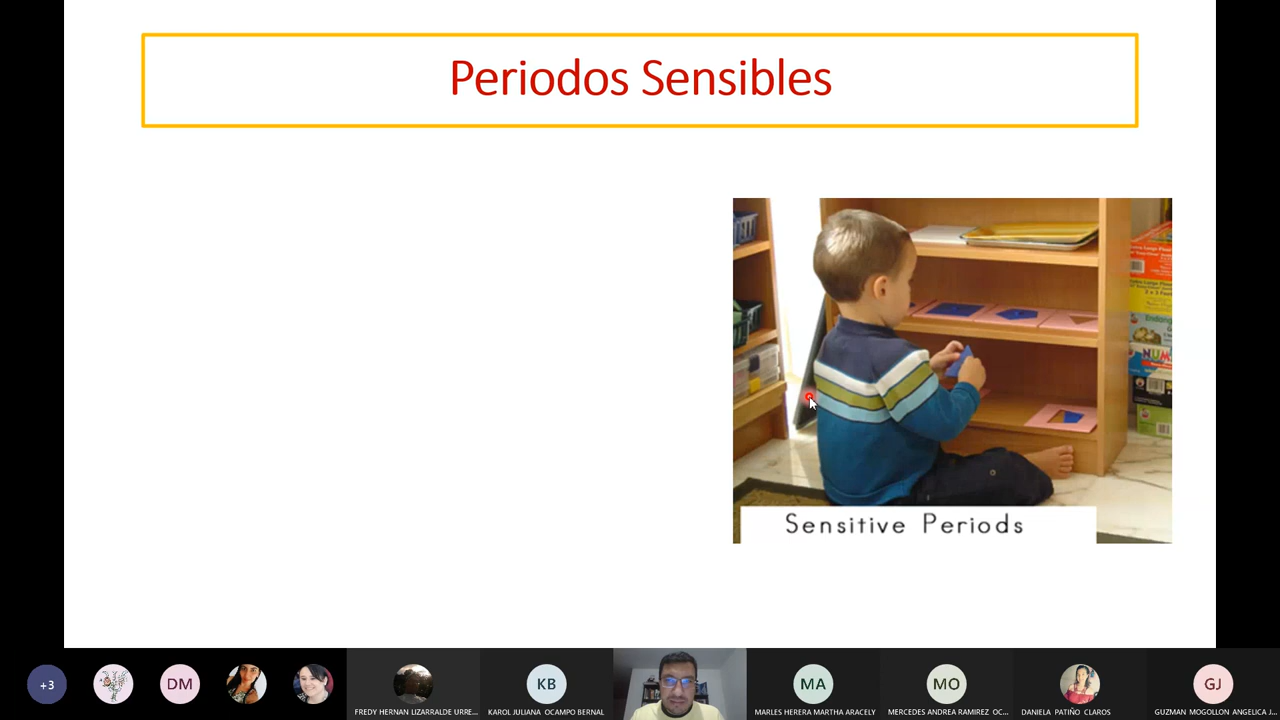 Periodos Sensibles
NUM
Sensitive Periods
+3
DM
KB
MA
MO
GJ
FREDY HERNAN LIZARRALDE URRE...
KAROL JULIANA OCAMPO BERNAL
MARLES HERERA MARTHA ARACELY
MERCEDES ANDREA RAMIREZ OC...
DANIELA PATIÑO CLAROS
GUZMAN MOGOLLON ANGELICA J...